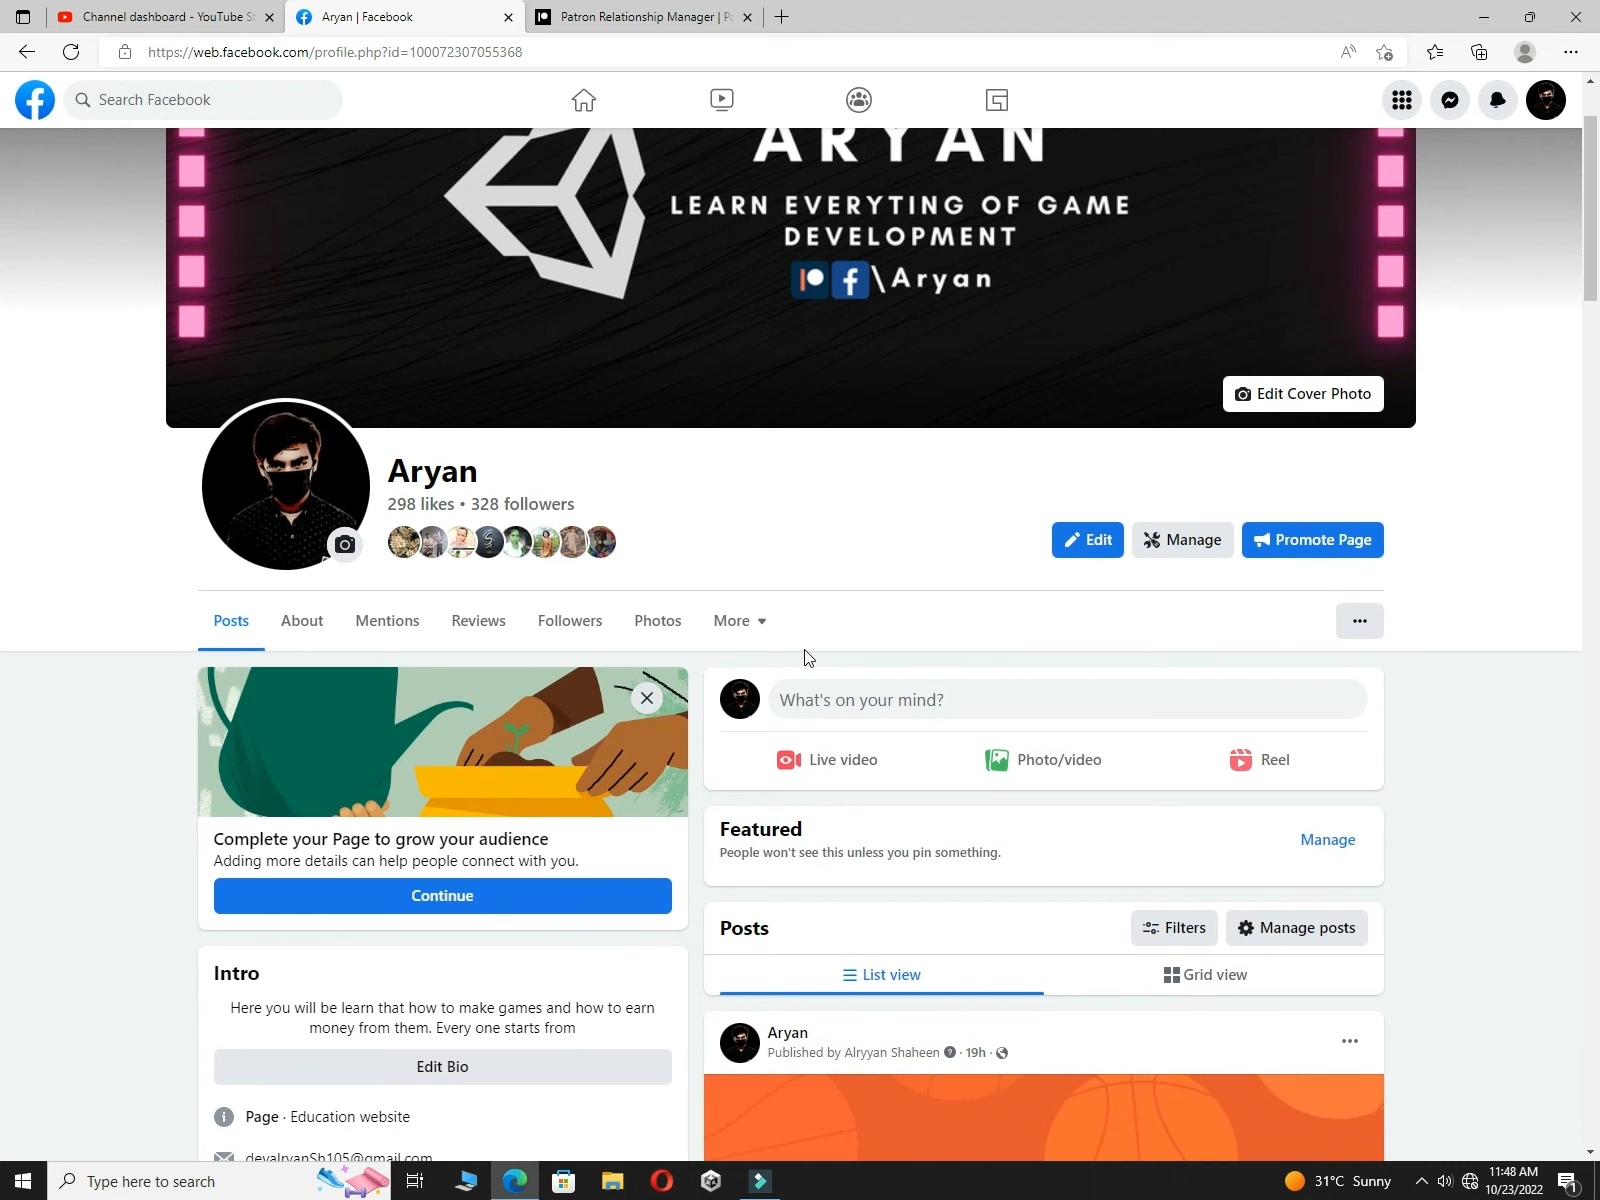 Channel dashboard - YouTube St
Aryan | Facebook
Patron Relationship Manager | Pa
https://web.facebook.com/profile.php?id=100072307055368
Search Facebook
ARYAN
LEARN EVERYTING OF GAME
DEVELOPMENT
\Aryan
Edit Cover Photo
Aryan
298 likes • 328 followers
Edit
Manage
Promote Page
Posts
About
Mentions
Reviews
Followers
Photos
More
What's on your mind?
Live video
Photo/video
Reel
Complete your Page to grow your audience
Adding more details can help people connect with you.
Continue
Featured
People won't see this unless you pin something.
Manage
Posts
Filters
Manage posts
List view
Grid view
Intro
Here you will be learn that how to make games and how to earn
money from them. Every one starts from
Edit Bio
Page · Education website
devalryanSh105@gmail.com
Aryan
Published by Alryyan Shaheen · 19h ·
Type here to search
31°C Sunny
11:48 AM
10/23/2022
1